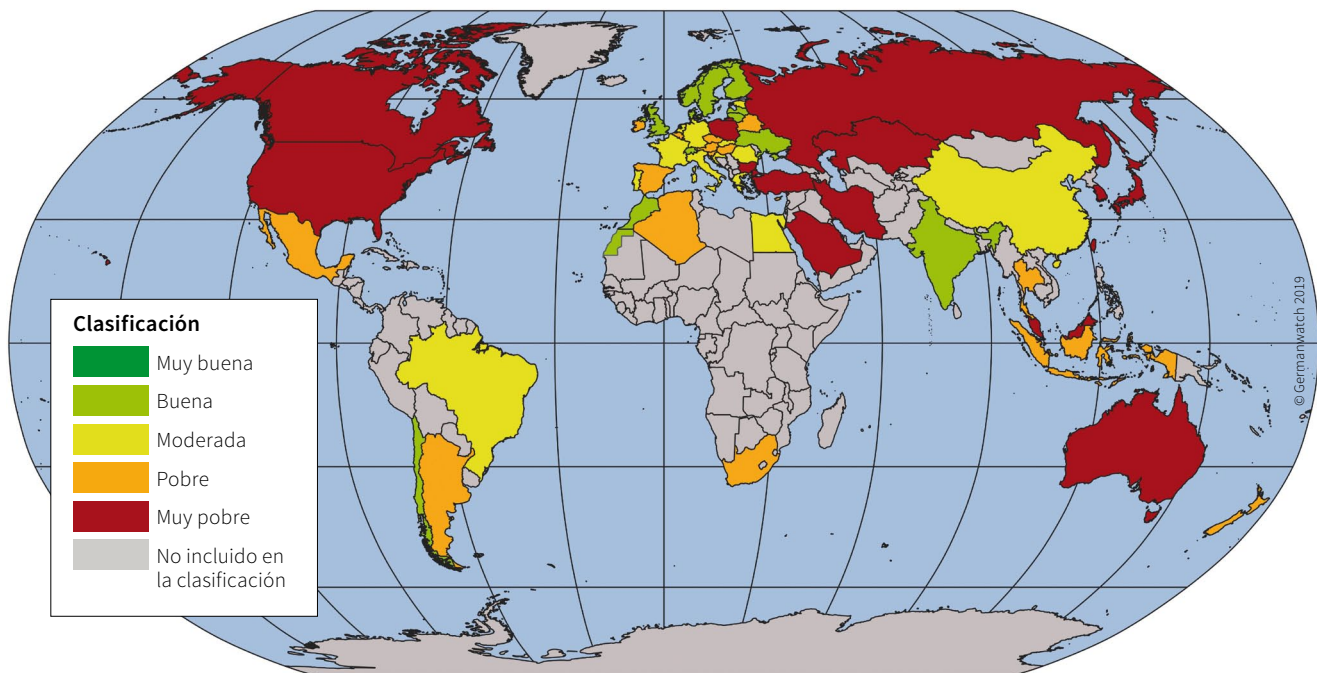 Clasificación
Muy buena
Buena
Moderada
Pobre
Muy pobre
No incluido en
la clasificación
© Germanwatch 2019